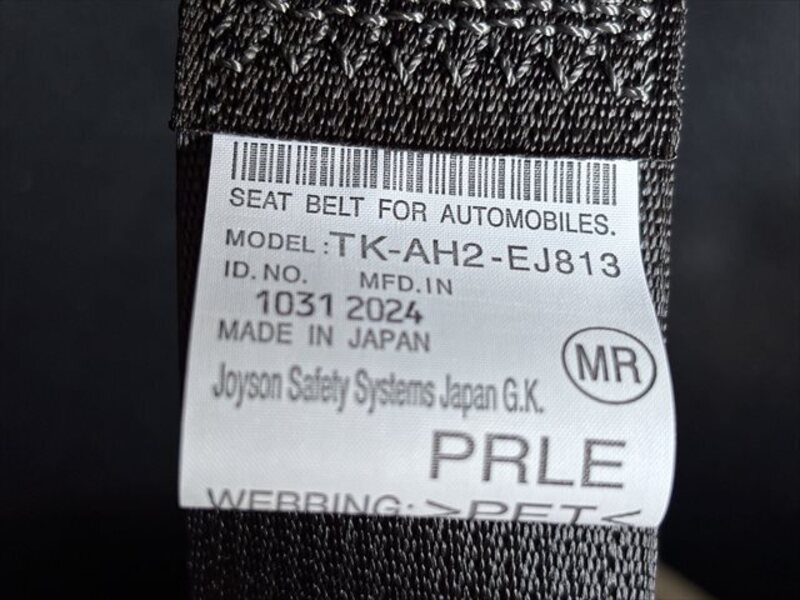 SEAT BELT FOR AUTOMOBILES.
MODEL : TK-AH2-EJ813
ID. NO. MFD. IN
1031 2024
MADE IN JAPAN
MR
Joyson Safety Systems Japan G.K.
PRLE
WEBBING: >PET<